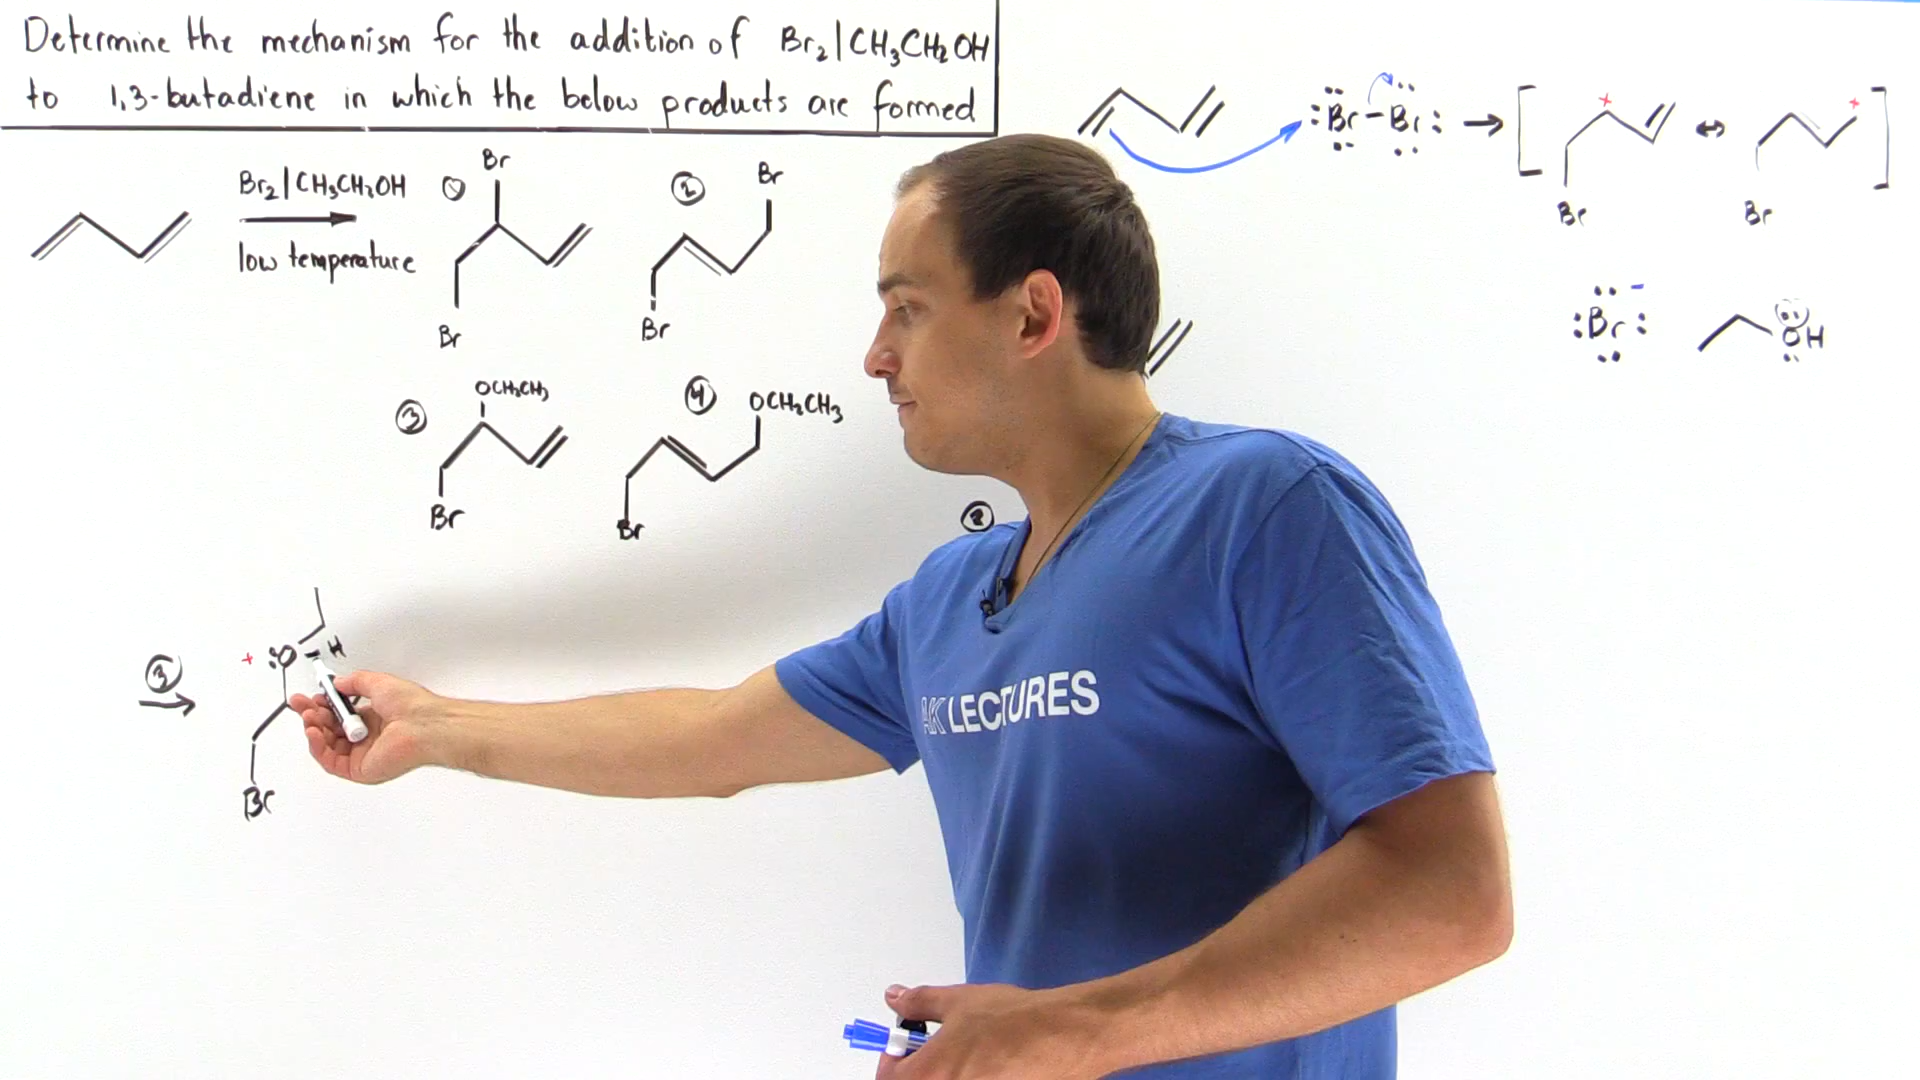 Determine the mechanism for the addition of Br₂/CH₃CH₂OH
to 1,3-butadiene in which the below products are formed
Br₂/CH₃CH₂OH
low temperature
① Br
Br
② Br
Br
③ OCH₂CH₃
Br
④ OCH₂CH₃
Br
③
+ :O-H
Br
:Br-Br:
+
Br
+
Br
:Br: -
OH
②
AK LECTURES